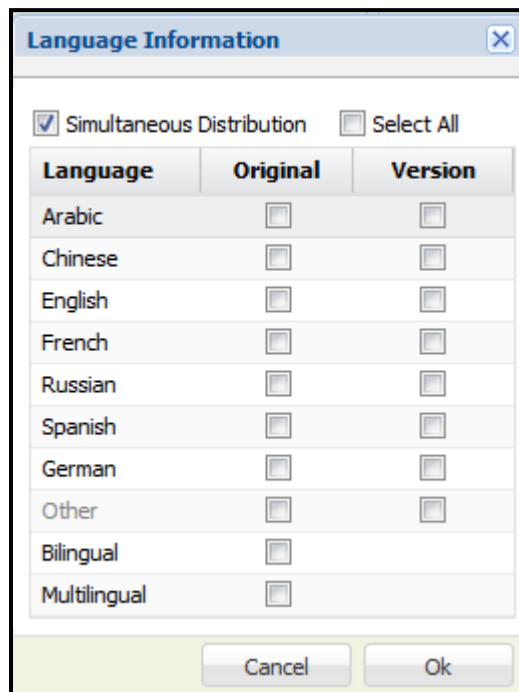 Language Information
Simultaneous Distribution Select All
Language Original Version
Arabic
Chinese
English
French
Russian
Spanish
German
Other
Bilingual
Multilingual
Cancel Ok